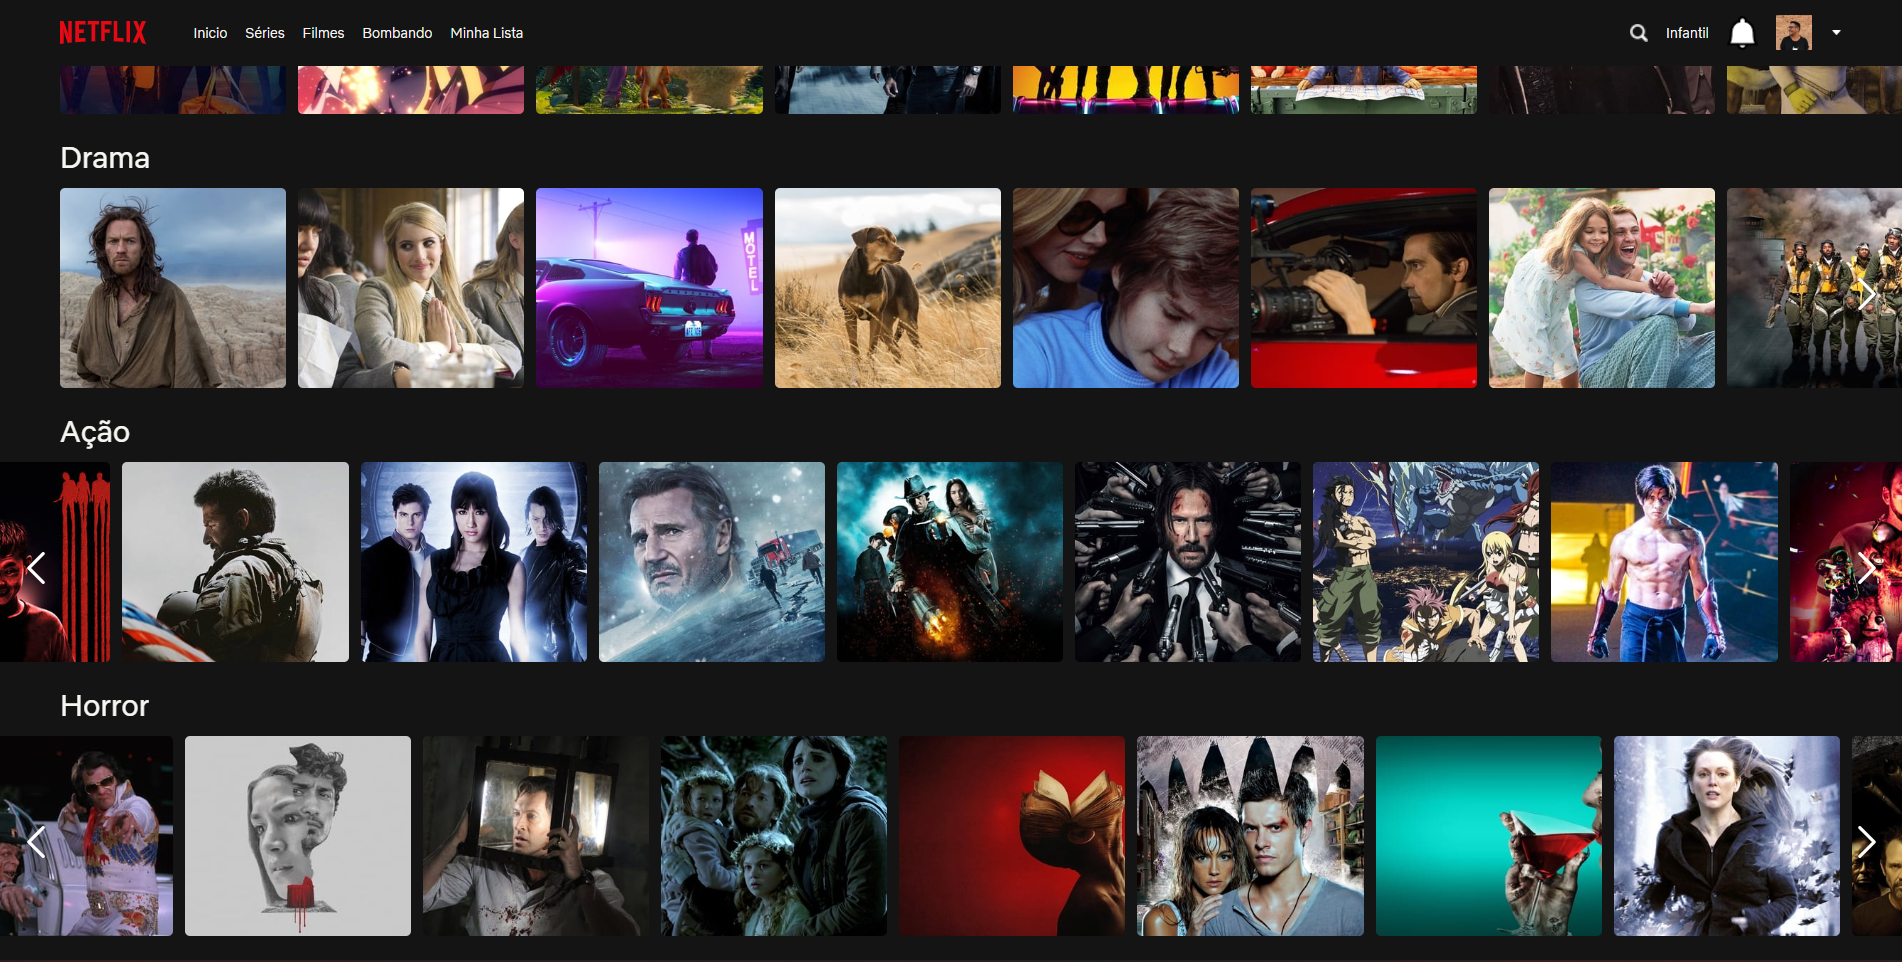 NETFLIX Inicio Séries Filmes Bombando Minha Lista Infantil
Drama
MOTEL
Ação
Horror